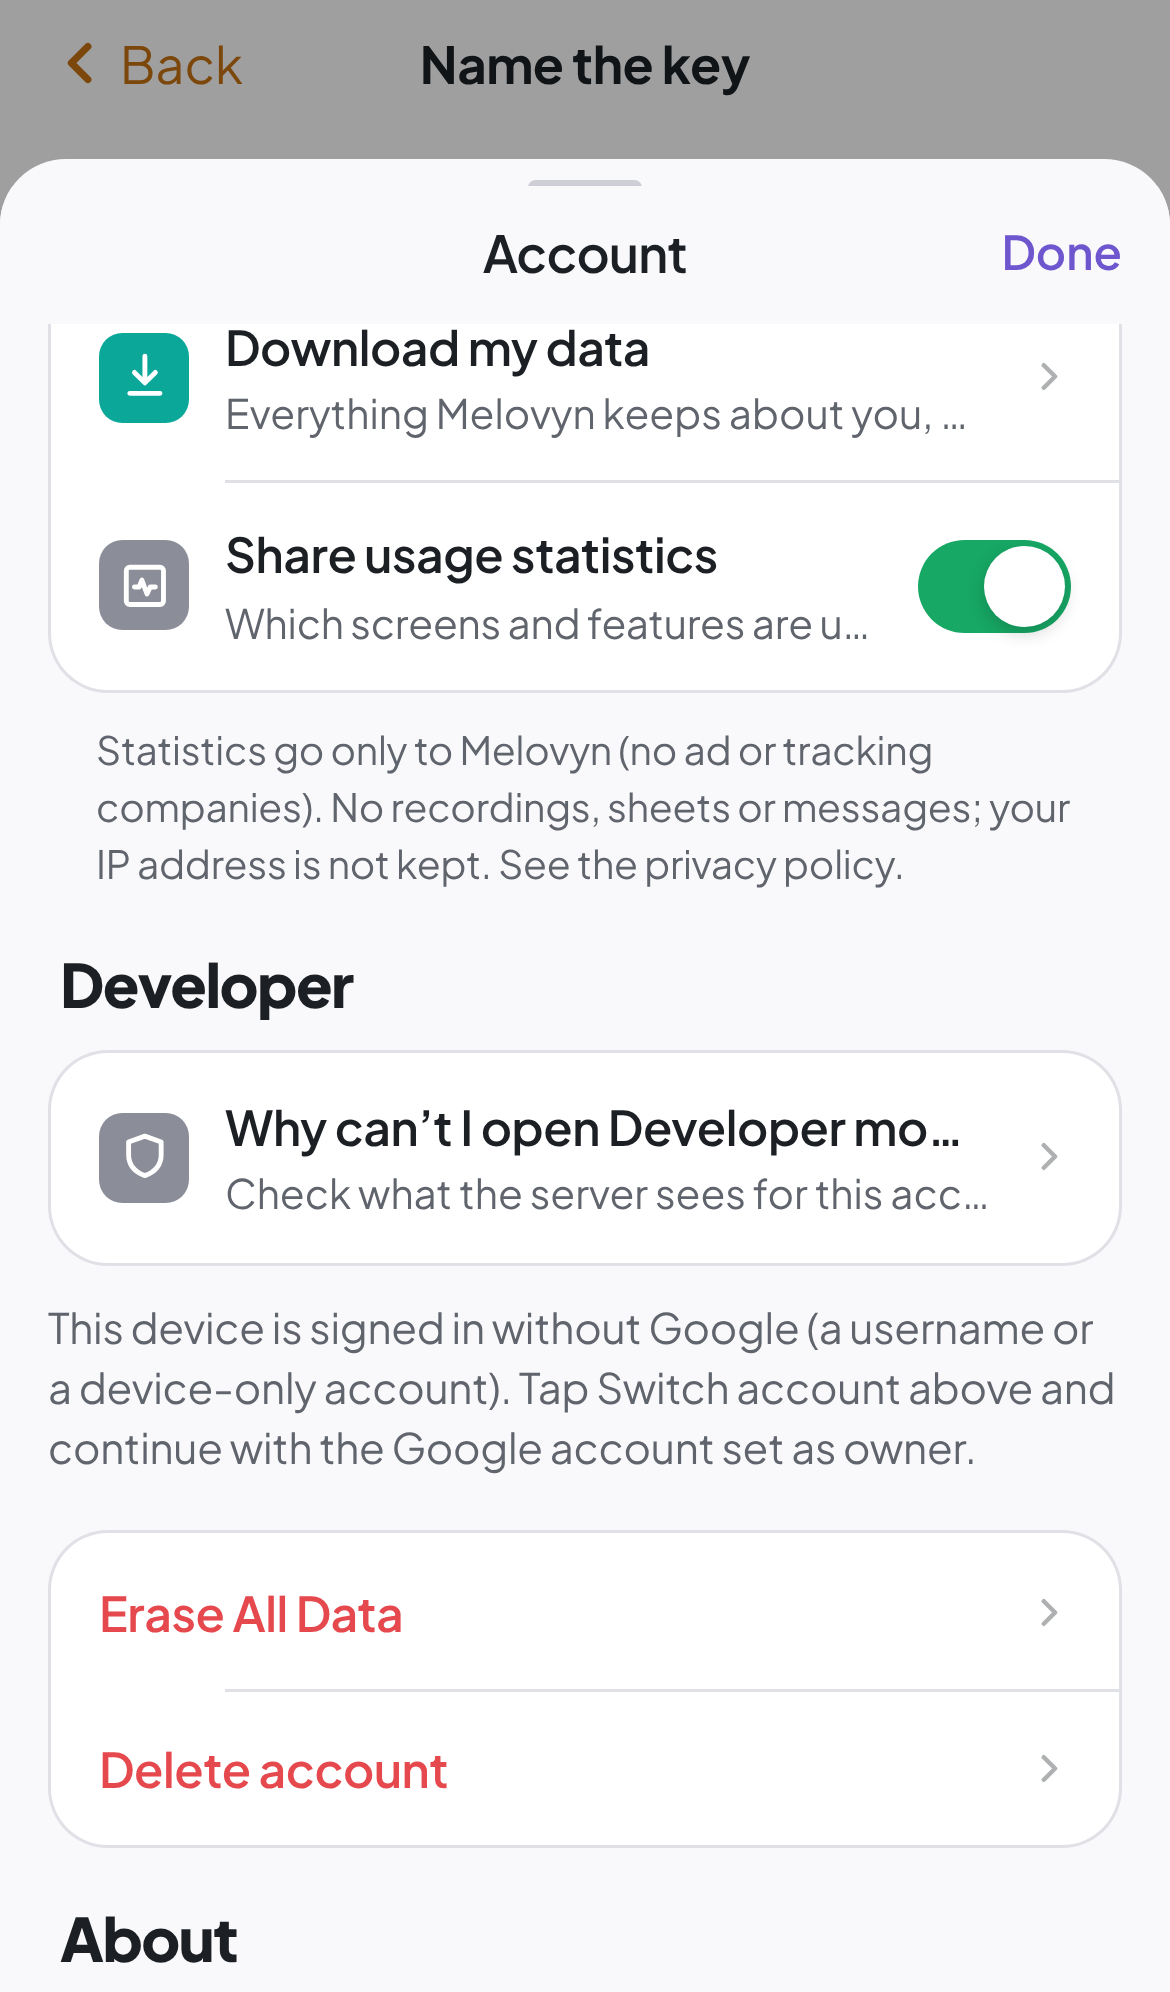 Back
Name the key
Account
Done
Download my data
Everything Melovyn keeps about you, ...
Share usage statistics
Which screens and features are u...
Statistics go only to Melovyn (no ad or tracking
companies). No recordings, sheets or messages; your
IP address is not kept. See the privacy policy.
Developer
Why can’t I open Developer mo...
Check what the server sees for this acc...
This device is signed in without Google (a username or
a device-only account). Tap Switch account above and
continue with the Google account set as owner.
Erase All Data
Delete account
About